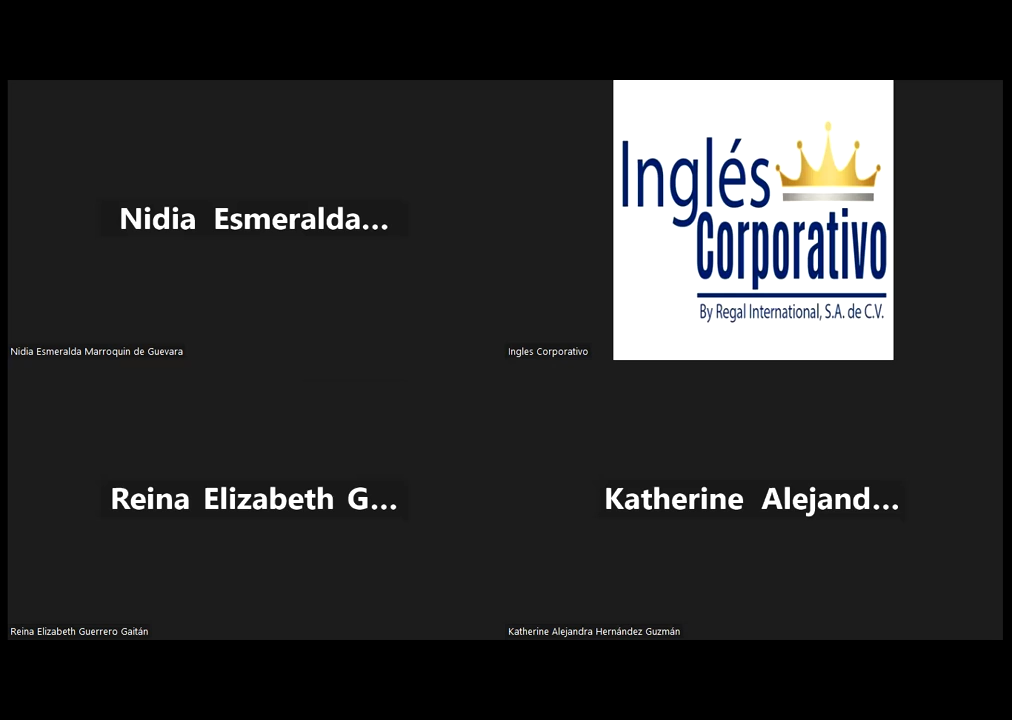 Nidia Esmeralda...
Nidia Esmeralda Marroquin de Guevara
Inglés
Corporativo
By Regal International, S.A. de C.V.
Ingles Corporativo
Reina Elizabeth G...
Reina Elizabeth Guerrero Gaitán
Katherine Alejand...
Katherine Alejandra Hernández Guzmán